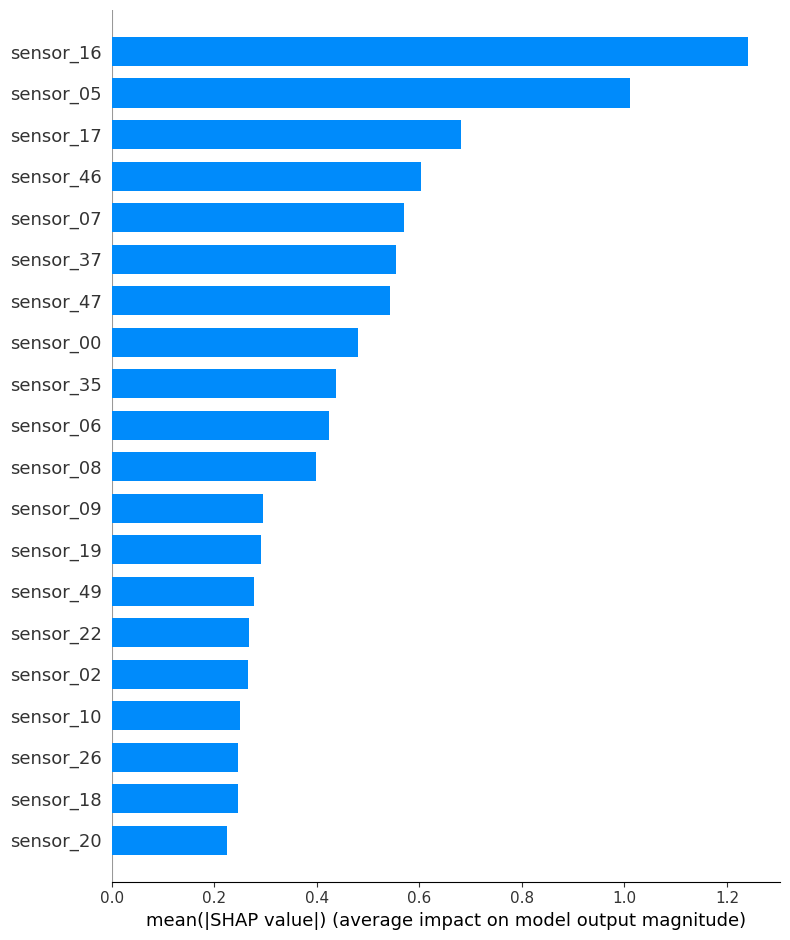 sensor_16
sensor_05
sensor_17
sensor_46
sensor_07
sensor_37
sensor_47
sensor_00
sensor_35
sensor_06
sensor_08
sensor_09
sensor_19
sensor_49
sensor_22
sensor_02
sensor_10
sensor_26
sensor_18
sensor_20
0.0 0.2 0.4 0.6 0.8 1.0 1.2
mean(|SHAP value|) (average impact on model output magnitude)